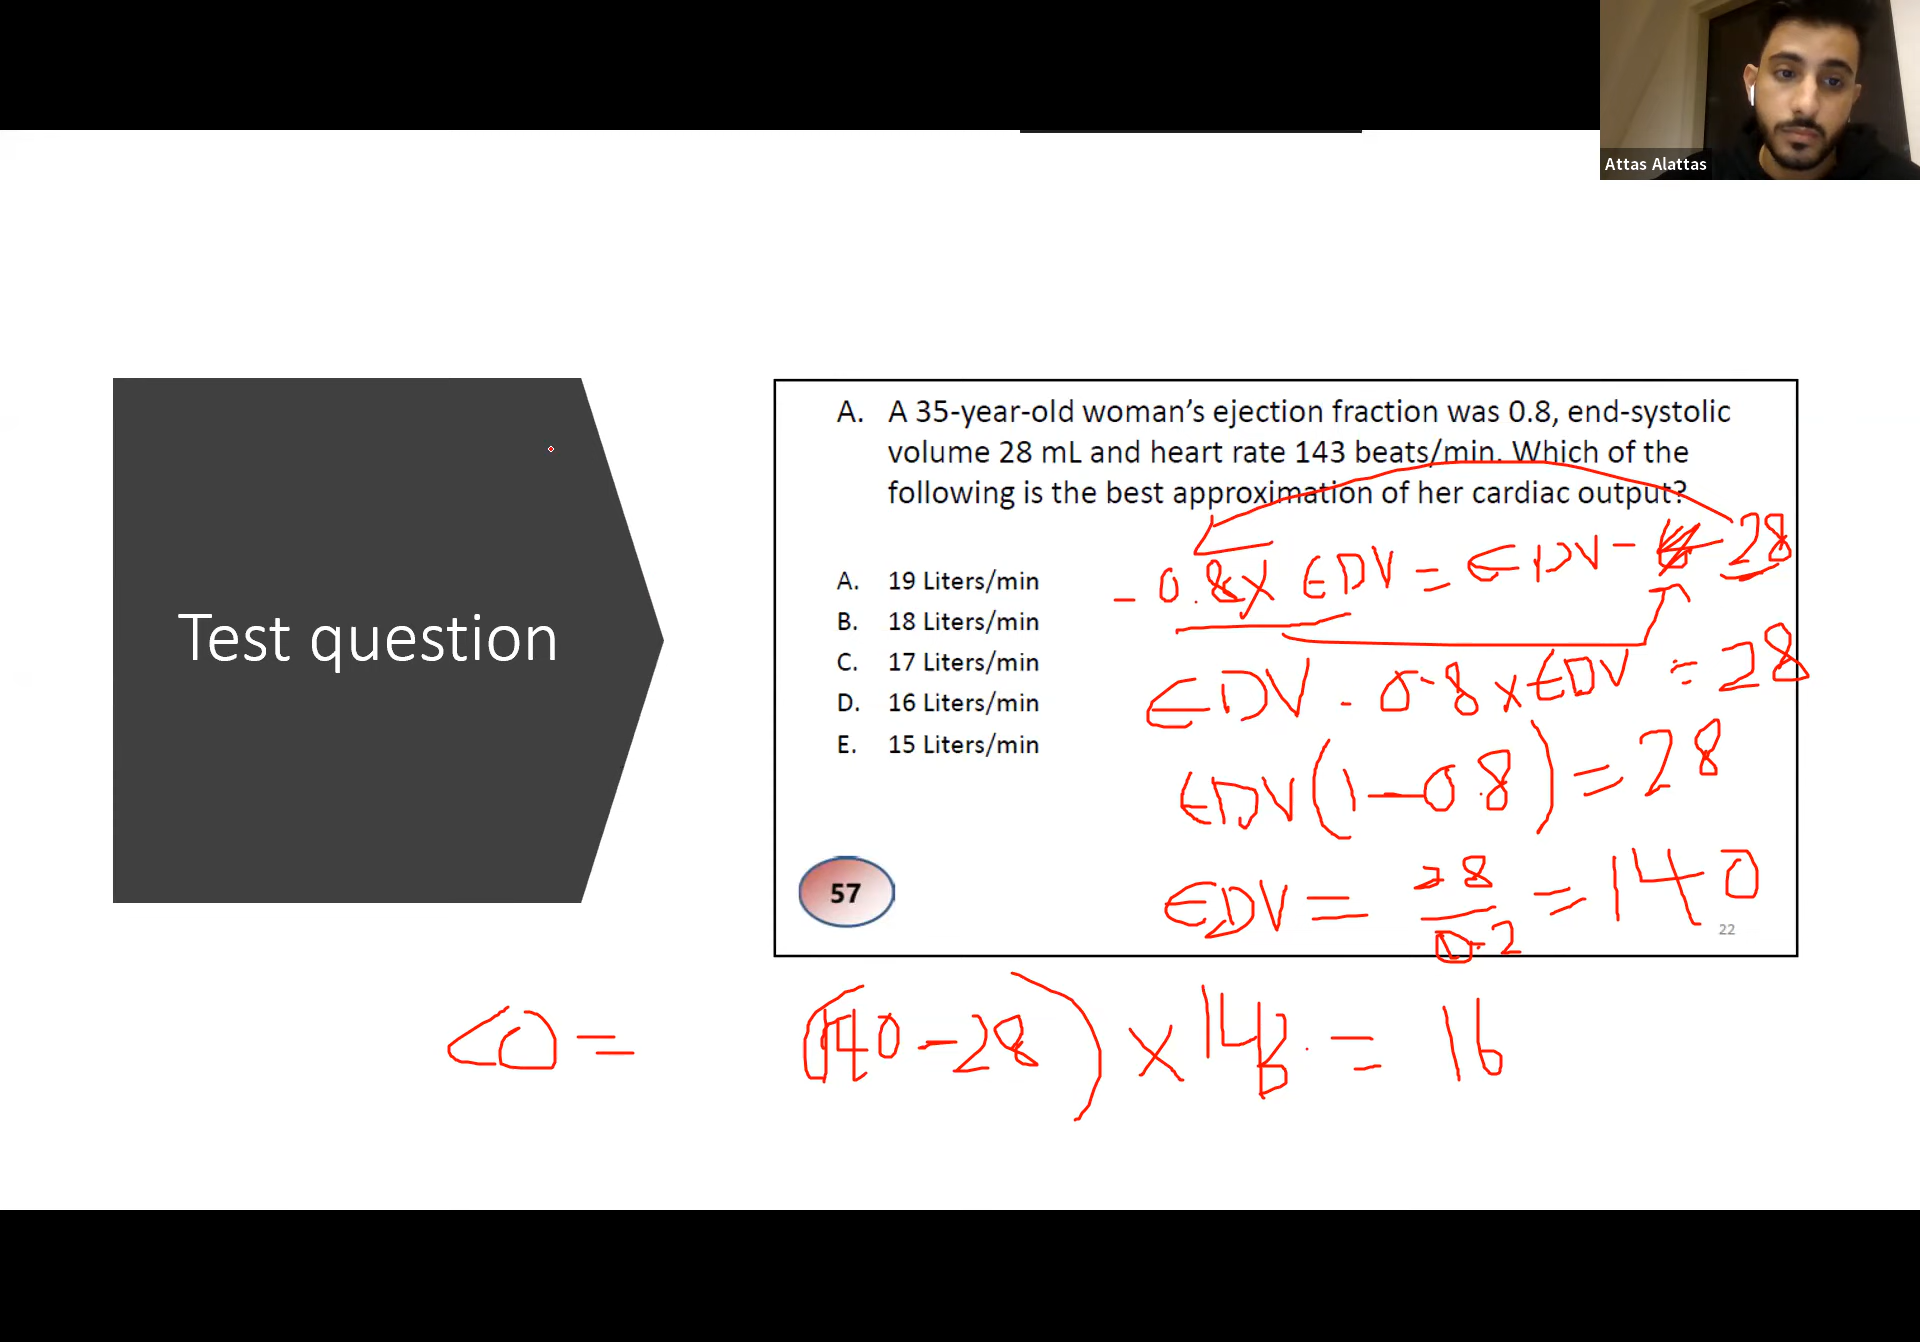 Attas Alattas
Test question
A. A 35-year-old woman's ejection fraction was 0.8, end-systolic
volume 28 mL and heart rate 143 beats/min. Which of the
following is the best approximation of her cardiac output?
A. 19 Liters/min
B. 18 Liters/min
C. 17 Liters/min
D. 16 Liters/min
E. 15 Liters/min
- 0.8x EDV = EDV - 28
EDV - 0.8 x EDV = 28
EDV (1-0.8) = 28
EDV = 28/0.2 = 140
57
22
CO = (140-28) x 143 = 16